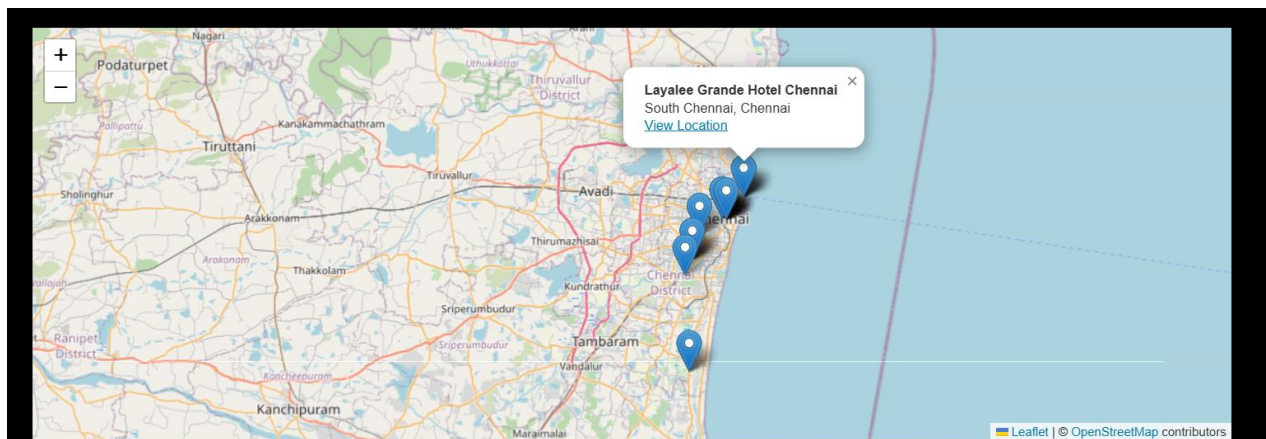 +
−
Nagari
Arani
Podaturpet
Uthukkottai
Thiruvallur
District
Layalee Grande Hotel Chennai
×
South Chennai, Chennai
View Location
Pallipattu
Kanakammachathram
Tiruttani
Tiruvallur
Avadi
Sholinghur
Arakkonam
Thirumazhisai
Arakonam
Thakkolam
Kundrathur
Chennai
District
Sriperumbudur
Ranipet
District
Sriperumbudur
Tambaram
Vandalur
Kancheepuram
Kanchipuram
Maraimalai
Leaflet | © OpenStreetMap contributors